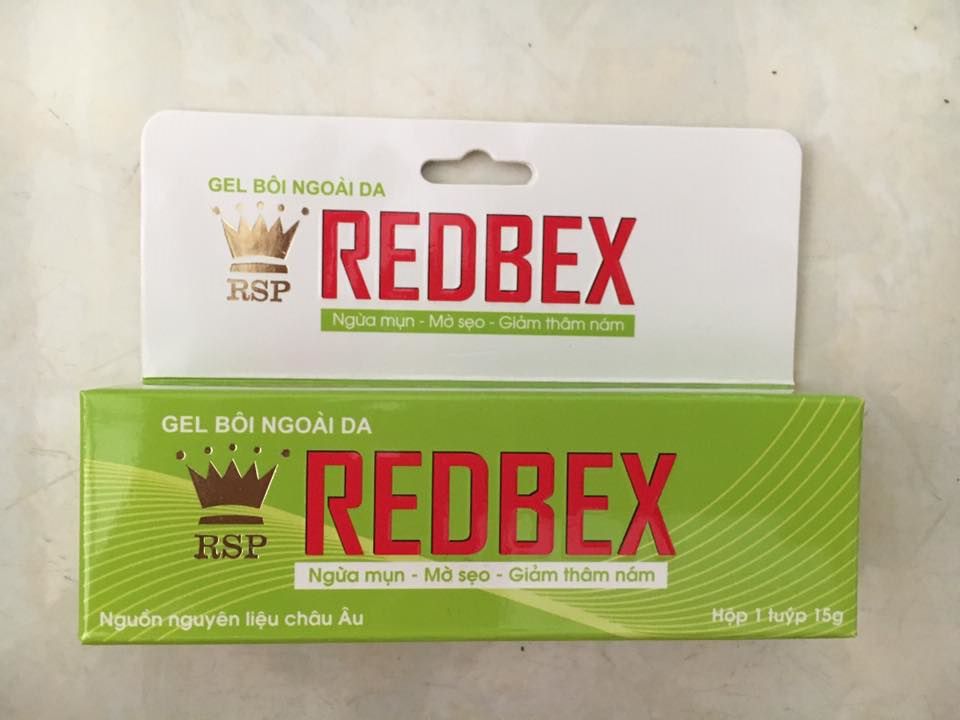 GEL BÔI NGOÀI DA
RSP
REDBEX
Ngừa mụn - Mờ sẹo - Giảm thâm nám
GEL BÔI NGOÀI DA
RSP
REDBEX
Ngừa mụn - Mờ sẹo - Giảm thâm nám
Nguồn nguyên liệu châu Âu
Hộp 1 tuýp 15g